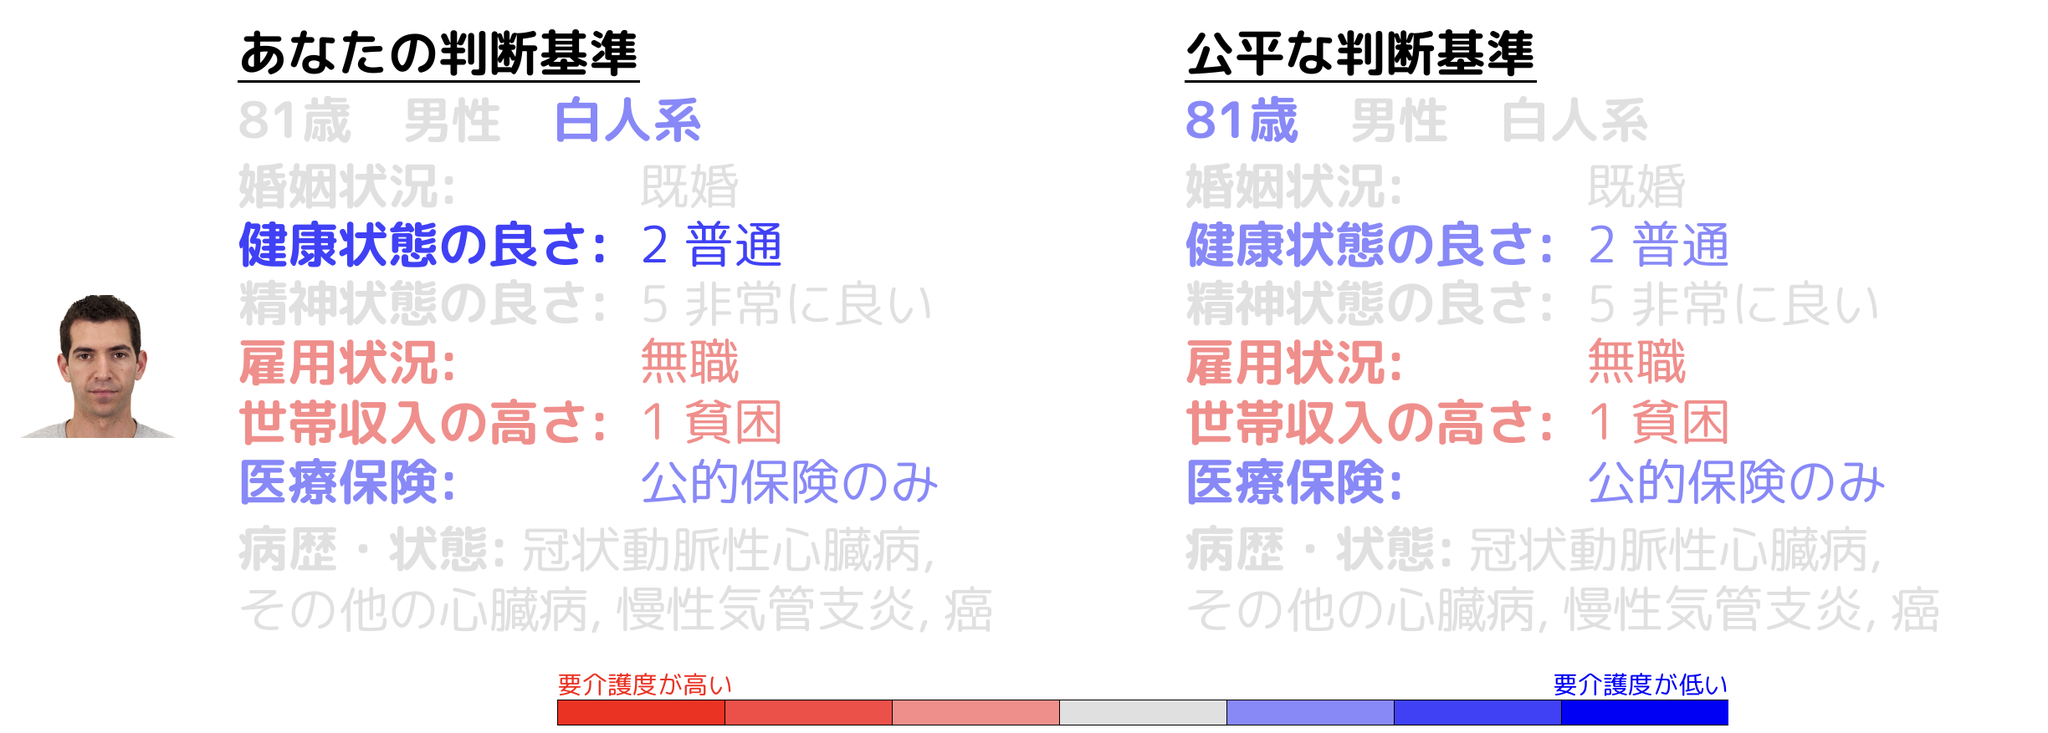 あなたの判断基準
81歳　男性　白人系
婚姻状況: 既婚
健康状態の良さ: 2 普通
精神状態の良さ: 5 非常に良い
雇用状況: 無職
世帯収入の高さ: 1 貧困
医療保険: 公的保険のみ
病歴・状態: 冠状動脈性心臓病,
その他の心臓病, 慢性気管支炎, 癌
公平な判断基準
81歳　男性　白人系
婚姻状況: 既婚
健康状態の良さ: 2 普通
精神状態の良さ: 5 非常に良い
雇用状況: 無職
世帯収入の高さ: 1 貧困
医療保険: 公的保険のみ
病歴・状態: 冠状動脈性心臓病,
その他の心臓病, 慢性気管支炎, 癌
要介護度が高い
要介護度が低い